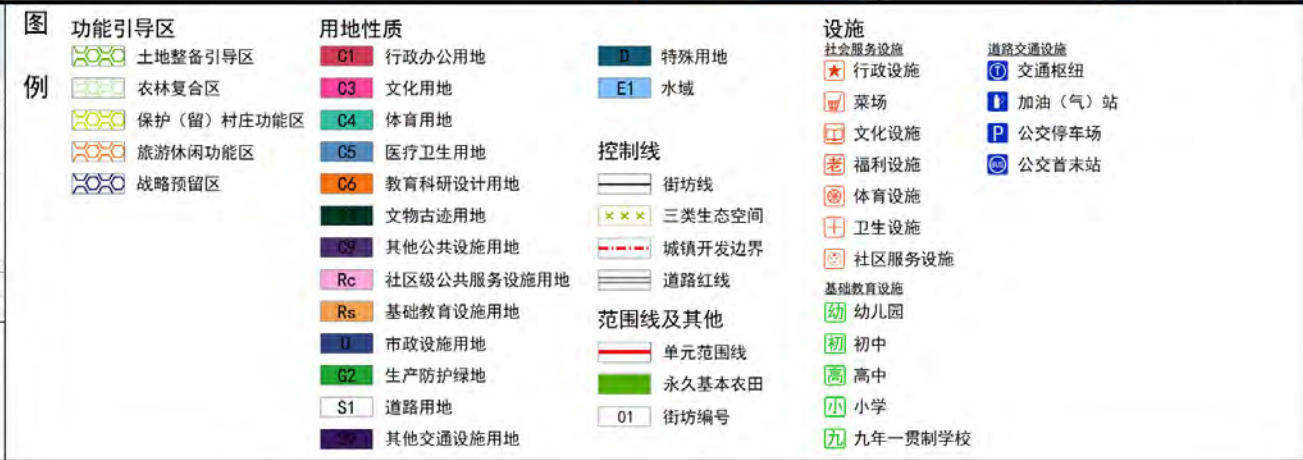 图例
功能引导区
土地整备引导区
农林复合区
保护（留）村庄功能区
旅游休闲功能区
战略预留区
用地性质
C1 行政办公用地
C3 文化用地
C4 体育用地
C5 医疗卫生用地
C6 教育科研设计用地
文物古迹用地
C9 其他公共设施用地
Rc 社区级公共服务设施用地
Rs 基础教育设施用地
U 市政设施用地
G2 生产防护绿地
S1 道路用地
其他交通设施用地
D 特殊用地
E1 水域
控制线
街坊线
三类生态空间
城镇开发边界
道路红线
范围线及其他
单元范围线
永久基本农田
01 街坊编号
设施
社会服务设施
行政设施
菜场
文化设施
老 福利设施
体育设施
卫生设施
社区服务设施
基础教育设施
幼 幼儿园
初 初中
高 高中
小 小学
九 九年一贯制学校
道路交通设施
交通枢纽
加油（气）站
P 公交停车场
公交首末站